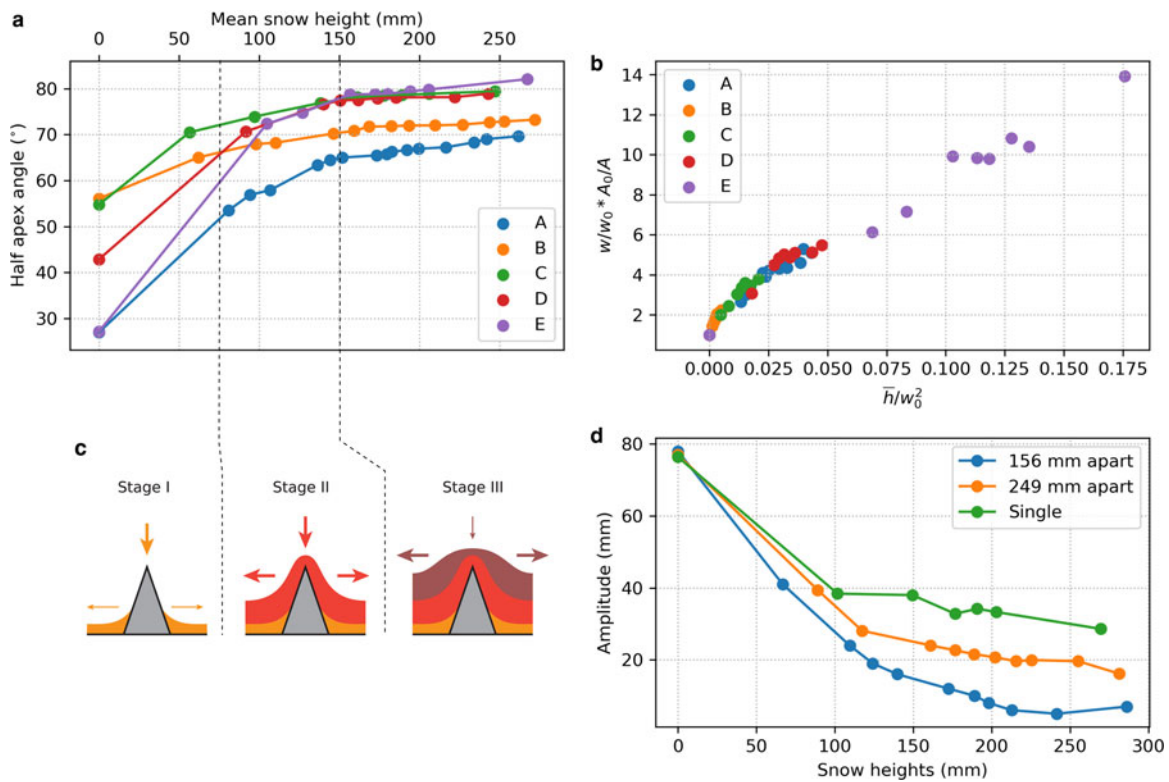 a
Mean snow height (mm)
0 50 100 150 200 250
Half apex angle (°)
80
70
60
50
40
30
A
B
C
D
E
b
w/w₀ * A₀/A
14
12
10
8
6
4
2
A
B
C
D
E
0.000 0.025 0.050 0.075 0.100 0.125 0.150 0.175
h̅/w₀²
c
Stage I
Stage II
Stage III
d
Amplitude (mm)
80
60
40
20
156 mm apart
249 mm apart
Single
0 50 100 150 200 250 300
Snow heights (mm)